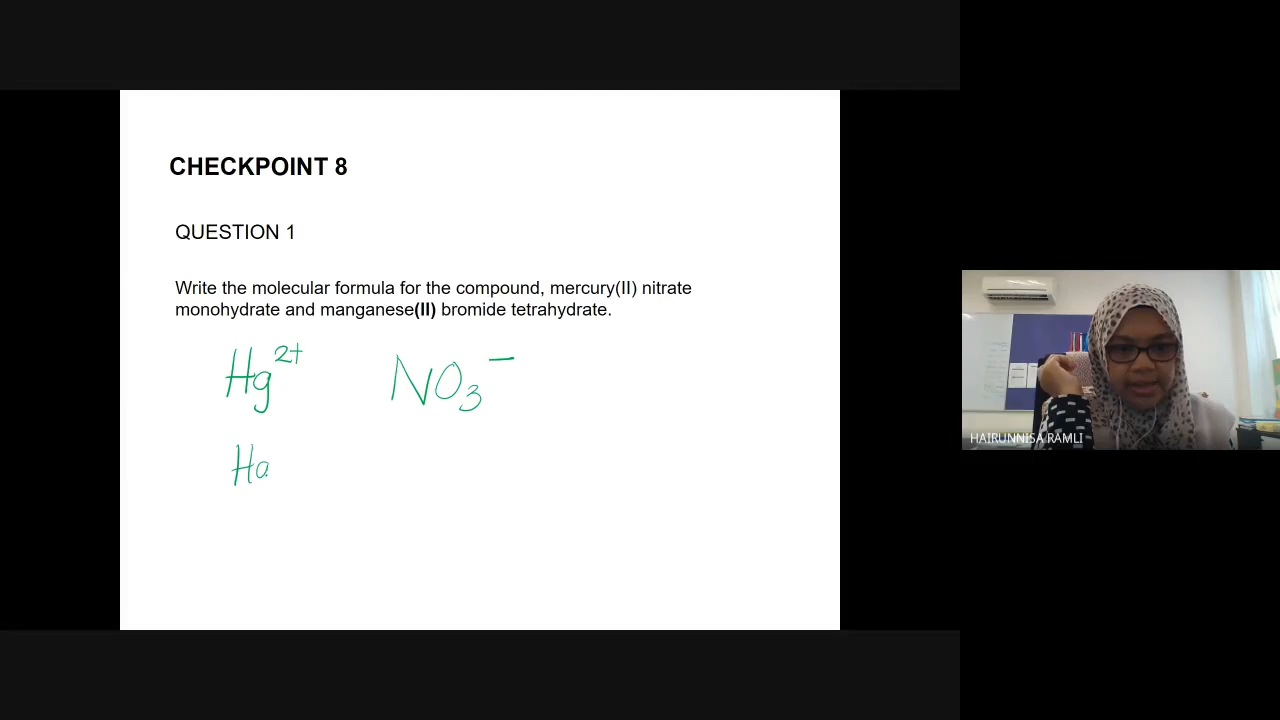 CHECKPOINT 8
QUESTION 1
Write the molecular formula for the compound, mercury(II) nitrate
monohydrate and manganese(II) bromide tetrahydrate.
Hg²⁺ NO₃⁻
Ha
HAIRUNNISA RAMLI